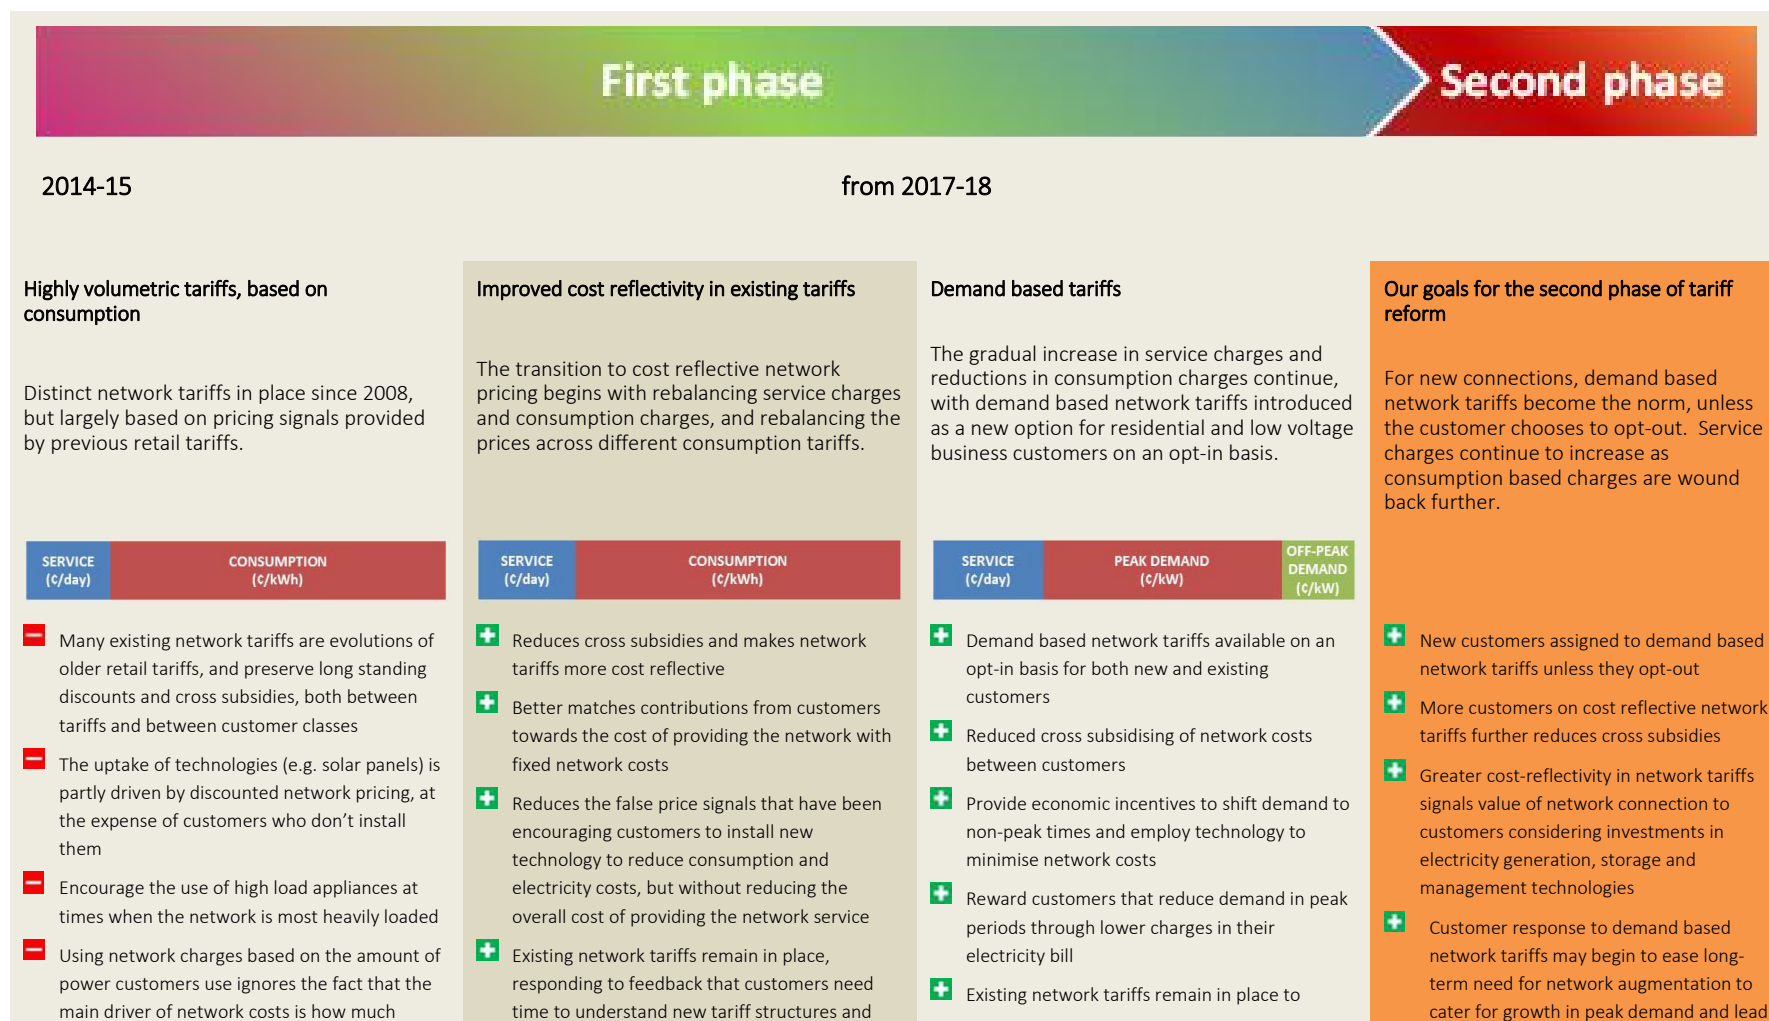 First phase
Second phase
2014-15
from 2017-18
Highly volumetric tariffs, based on
consumption
Distinct network tariffs in place since 2008,
but largely based on pricing signals provided
by previous retail tariffs.
SERVICE
(¢/day)
CONSUMPTION
(¢/kWh)
Many existing network tariffs are evolutions of
older retail tariffs, and preserve long standing
discounts and cross subsidies, both between
tariffs and between customer classes
The uptake of technologies (e.g. solar panels) is
partly driven by discounted network pricing, at
the expense of customers who don’t install
them
Encourage the use of high load appliances at
times when the network is most heavily loaded
Using network charges based on the amount of
power customers use ignores the fact that the
main driver of network costs is how much
Improved cost reflectivity in existing tariffs
The transition to cost reflective network
pricing begins with rebalancing service charges
and consumption charges, and rebalancing the
prices across different consumption tariffs.
SERVICE
(¢/day)
CONSUMPTION
(¢/kWh)
Reduces cross subsidies and makes network
tariffs more cost reflective
Better matches contributions from customers
towards the cost of providing the network with
fixed network costs
Reduces the false price signals that have been
encouraging customers to install new
technology to reduce consumption and
electricity costs, but without reducing the
overall cost of providing the network service
Existing network tariffs remain in place,
responding to feedback that customers need
time to understand new tariff structures and
Demand based tariffs
The gradual increase in service charges and
reductions in consumption charges continue,
with demand based network tariffs introduced
as a new option for residential and low voltage
business customers on an opt-in basis.
SERVICE
(¢/day)
PEAK DEMAND
(¢/kW)
OFF-PEAK
DEMAND
(¢/kW)
Demand based network tariffs available on an
opt-in basis for both new and existing
customers
Reduced cross subsidising of network costs
between customers
Provide economic incentives to shift demand to
non-peak times and employ technology to
minimise network costs
Reward customers that reduce demand in peak
periods through lower charges in their
electricity bill
Existing network tariffs remain in place to
Our goals for the second phase of tariff
reform
For new connections, demand based
network tariffs become the norm, unless
the customer chooses to opt-out.  Service
charges continue to increase as
consumption based charges are wound
back further.
New customers assigned to demand based
network tariffs unless they opt-out
More customers on cost reflective network
tariffs further reduces cross subsidies
Greater cost-reflectivity in network tariffs
signals value of network connection to
customers considering investments in
electricity generation, storage and
management technologies
Customer response to demand based
network tariffs may begin to ease long-
term need for network augmentation to
cater for growth in peak demand and lead